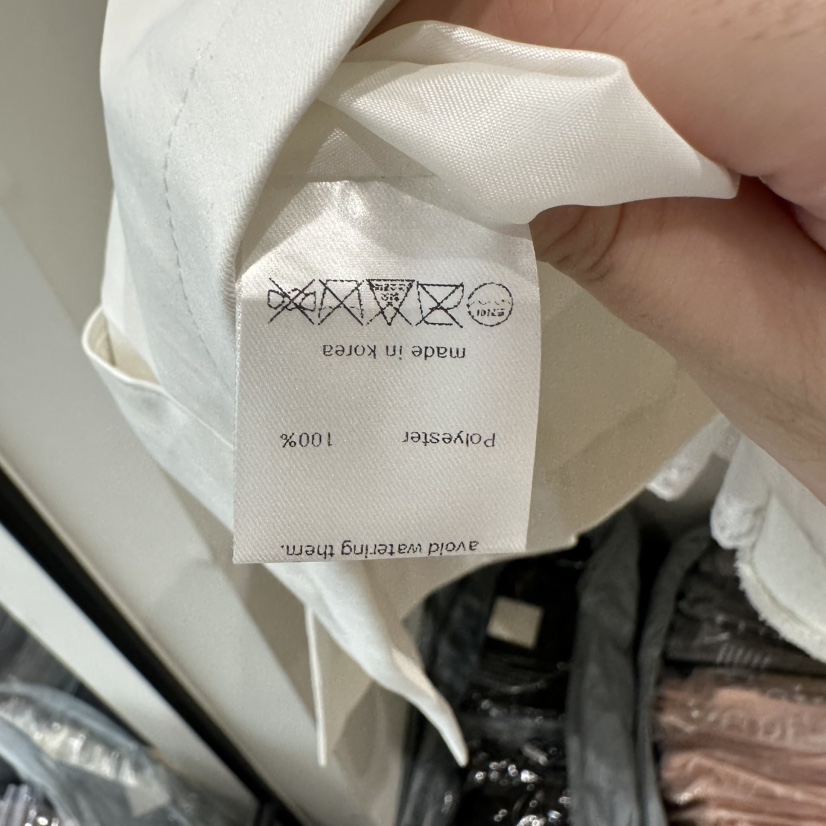 avoid watering them.
Polyester 100%
made in korea